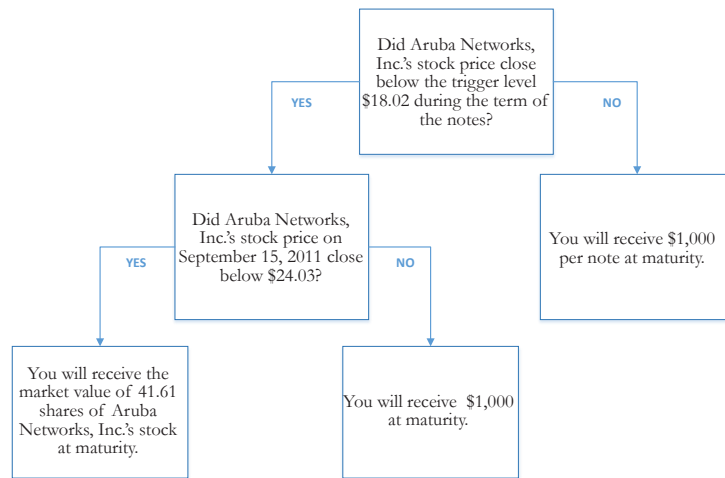 Did Aruba Networks,
Inc.'s stock price close
below the trigger level
$18.02 during the term of
the notes?
YES
NO
Did Aruba Networks,
Inc.'s stock price on
September 15, 2011 close
below $24.03?
You will receive $1,000
per note at maturity.
YES
NO
You will receive the
market value of 41.61
shares of Aruba
Networks, Inc.'s stock
at maturity.
You will receive $1,000
at maturity.